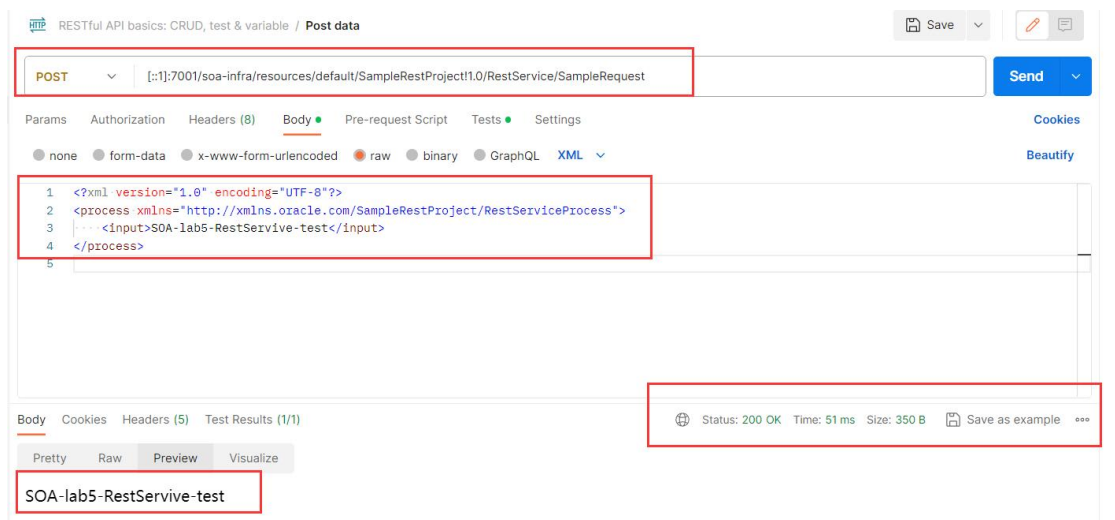 HTTP RESTful API basics: CRUD, test & variable / Post data Save
POST [::1]:7001/soa-infra/resources/default/SampleRestProject!1.0/RestService/SampleRequest Send
Params Authorization Headers (8) Body Pre-request Script Tests Settings Cookies
none form-data x-www-form-urlencoded raw binary GraphQL XML Beautify
1 <?xml version="1.0" encoding="UTF-8"?>
2 <process xmlns="http://xmlns.oracle.com/SampleRestProject/RestServiceProcess">
3 ····<input>SOA-lab5-RestServive-test</input>
4 </process>
5
Body Cookies Headers (5) Test Results (1/1) Status: 200 OK Time: 51 ms Size: 350 B Save as example
Pretty Raw Preview Visualize
SOA-lab5-RestServive-test